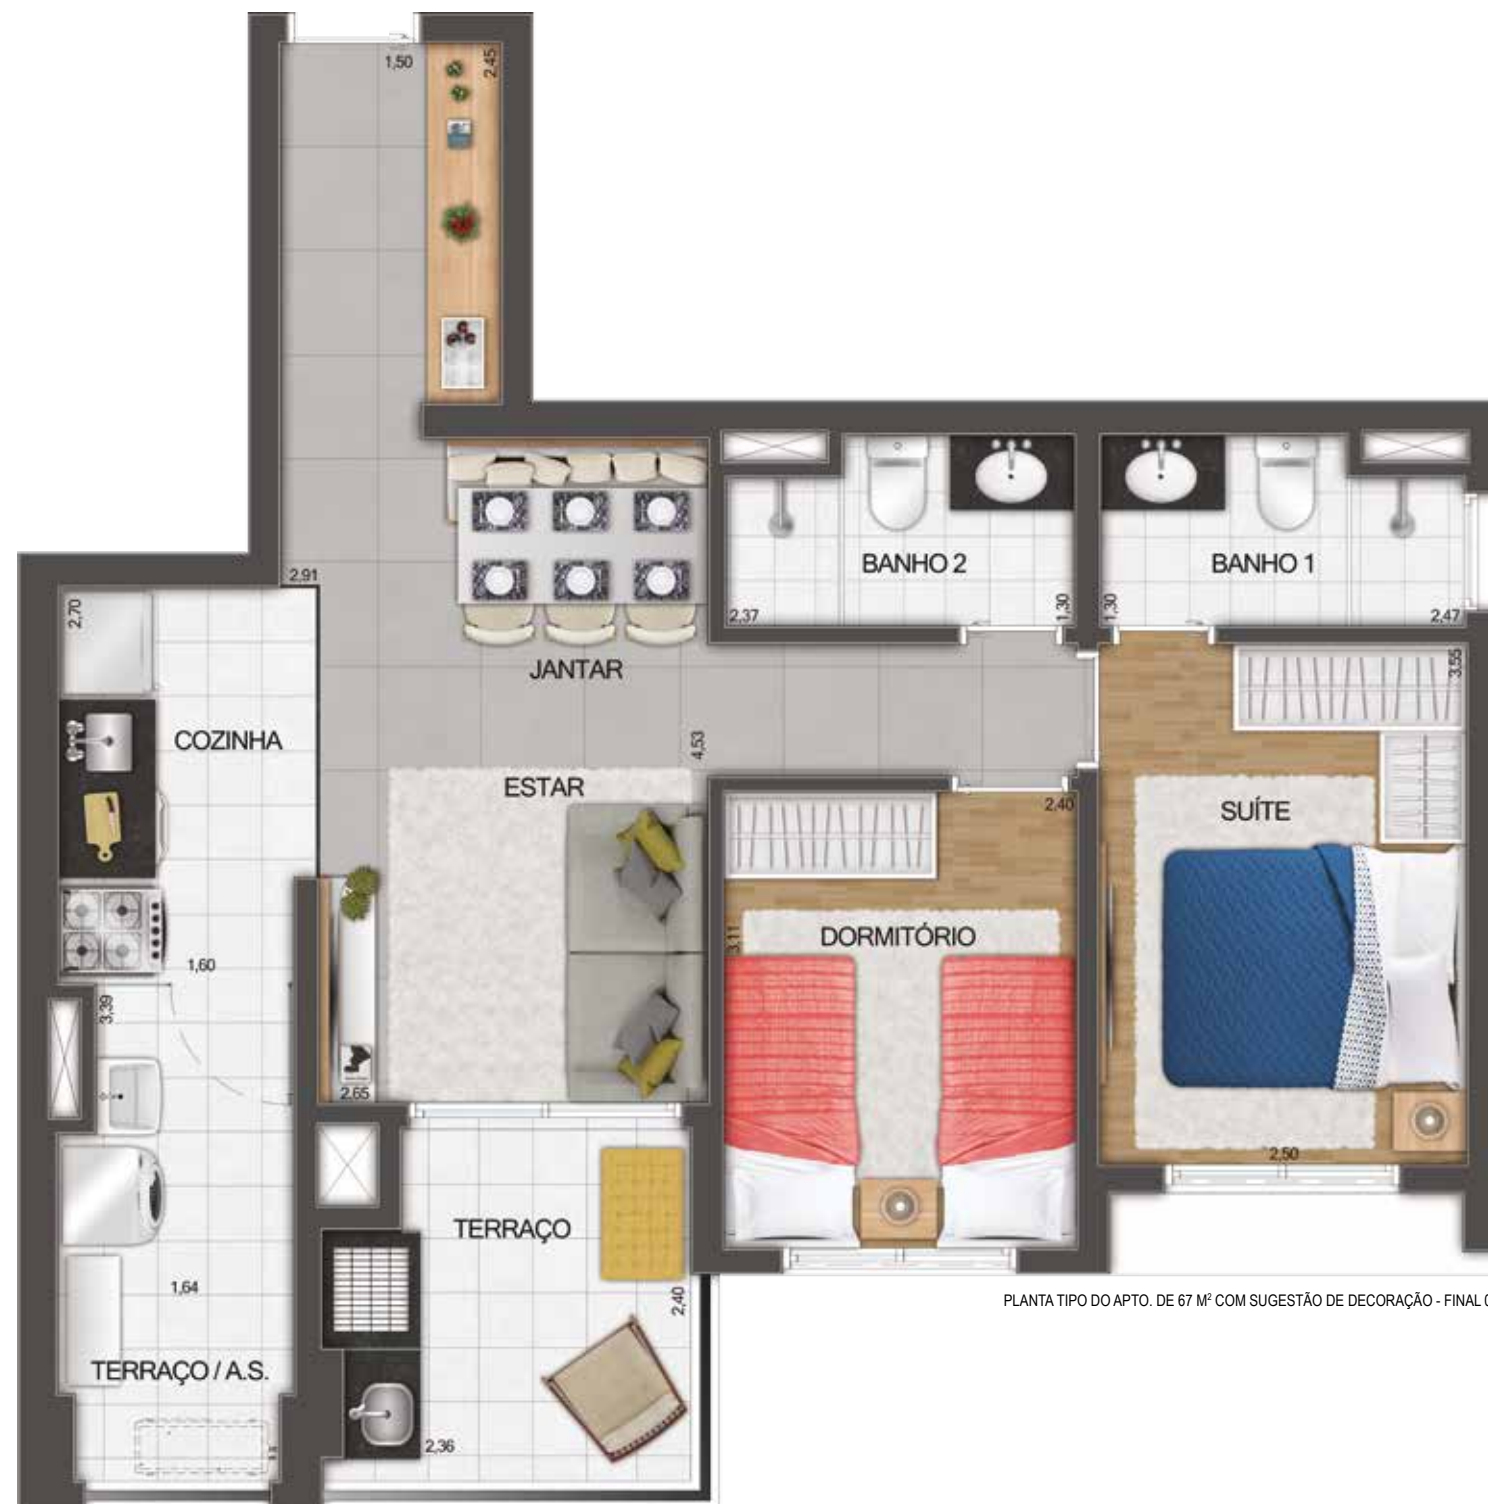 1,50
2,45
2,91
2,70
BANHO 2
BANHO 1
2,37
1,30
1,30
2,47
JANTAR
3,55
COZINHA
4,53
ESTAR
2,40
SUÍTE
DORMITÓRIO
3,11
1,60
3,39
2,65
2,50
TERRAÇO
1,64
2,40
PLANTA TIPO DO APTO. DE 67 M² COM SUGESTÃO DE DECORAÇÃO - FINAL
TERRAÇO / A.S.
2,36